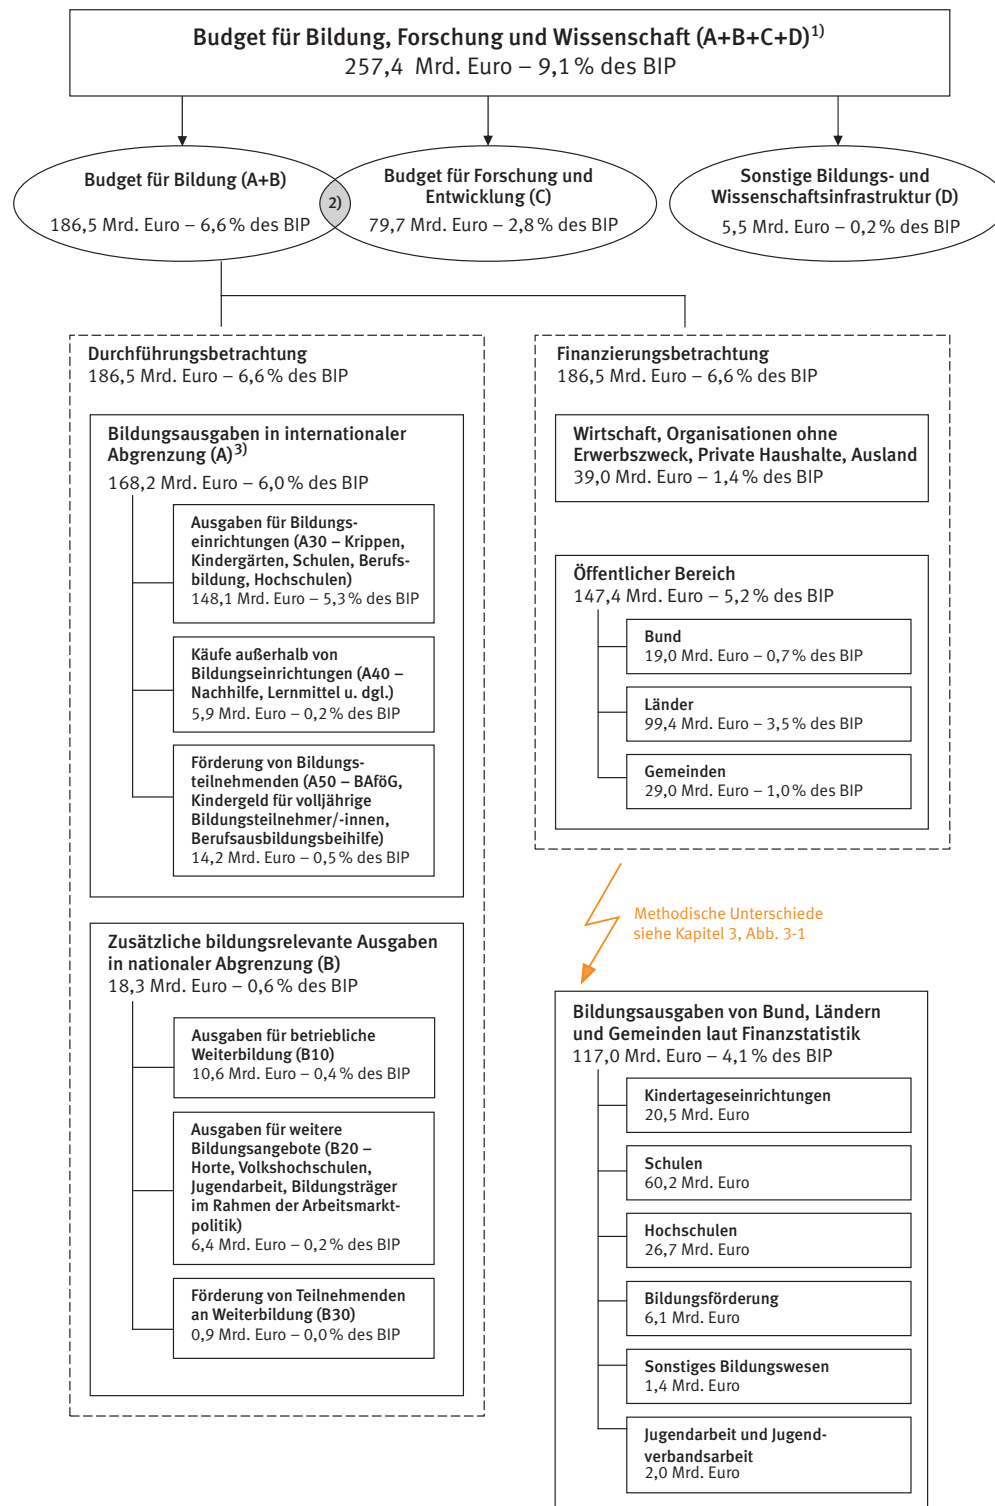 Budget für Bildung, Forschung und Wissenschaft (A+B+C+D)1)
257,4 Mrd. Euro – 9,1 % des BIP
Budget für Bildung (A+B)
186,5 Mrd. Euro – 6,6 % des BIP
2)
Budget für Forschung und
Entwicklung (C)
79,7 Mrd. Euro – 2,8 % des BIP
Sonstige Bildungs- und
Wissenschaftsinfrastruktur (D)
5,5 Mrd. Euro – 0,2 % des BIP
Durchführungsbetrachtung
186,5 Mrd. Euro – 6,6 % des BIP
Bildungsausgaben in internationaler
Abgrenzung (A)3)
168,2 Mrd. Euro – 6,0 % des BIP
Ausgaben für Bildungs-
einrichtungen (A30 – Krippen,
Kindergärten, Schulen, Berufs-
bildung, Hochschulen)
148,1 Mrd. Euro – 5,3 % des BIP
Käufe außerhalb von
Bildungseinrichtungen (A40 –
Nachhilfe, Lernmittel u. dgl.)
5,9 Mrd. Euro – 0,2 % des BIP
Förderung von Bildungs-
teilnehmenden (A50 – BAföG,
Kindergeld für volljährige
Bildungsteilnehmer/-innen,
Berufsausbildungsbeihilfe)
14,2 Mrd. Euro – 0,5 % des BIP
Zusätzliche bildungsrelevante Ausgaben
in nationaler Abgrenzung (B)
18,3 Mrd. Euro – 0,6 % des BIP
Ausgaben für betriebliche
Weiterbildung (B10)
10,6 Mrd. Euro – 0,4 % des BIP
Ausgaben für weitere
Bildungsangebote (B20 –
Horte, Volkshochschulen,
Jugendarbeit, Bildungsträger
im Rahmen der Arbeitsmarkt-
politik)
6,4 Mrd. Euro – 0,2 % des BIP
Förderung von Teilnehmenden
an Weiterbildung (B30)
0,9 Mrd. Euro – 0,0 % des BIP
Finanzierungsbetrachtung
186,5 Mrd. Euro – 6,6 % des BIP
Wirtschaft, Organisationen ohne
Erwerbszweck, Private Haushalte, Ausland
39,0 Mrd. Euro – 1,4 % des BIP
Öffentlicher Bereich
147,4 Mrd. Euro – 5,2 % des BIP
Bund
19,0 Mrd. Euro – 0,7 % des BIP
Länder
99,4 Mrd. Euro – 3,5 % des BIP
Gemeinden
29,0 Mrd. Euro – 1,0 % des BIP
Methodische Unterschiede
siehe Kapitel 3, Abb. 3-1
Bildungsausgaben von Bund, Ländern
und Gemeinden laut Finanzstatistik
117,0 Mrd. Euro – 4,1 % des BIP
Kindertageseinrichtungen
20,5 Mrd. Euro
Schulen
60,2 Mrd. Euro
Hochschulen
26,7 Mrd. Euro
Bildungsförderung
6,1 Mrd. Euro
Sonstiges Bildungswesen
1,4 Mrd. Euro
Jugendarbeit und Jugend-
verbandsarbeit
2,0 Mrd. Euro